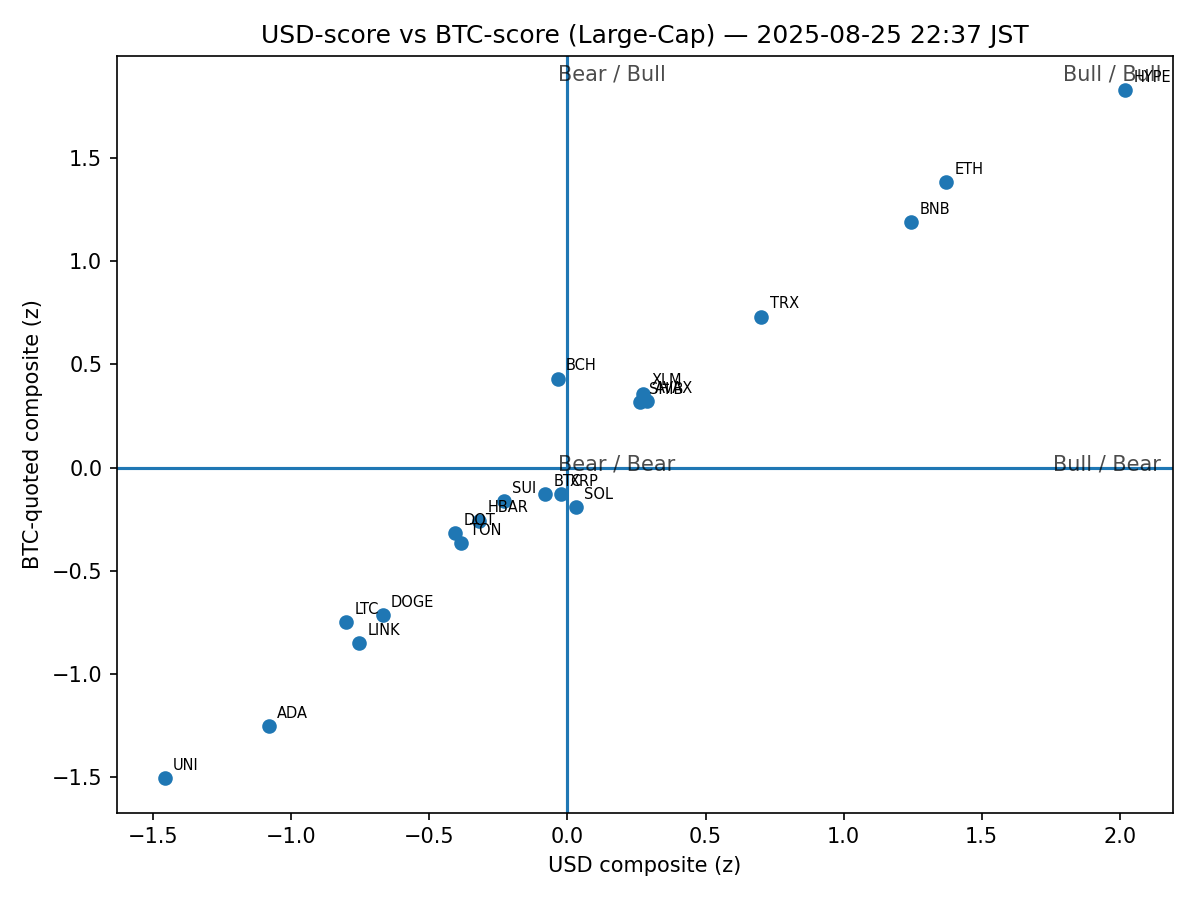 USD-score vs BTC-score (Large-Cap) — 2025-08-25 22:37 JST
Bear / Bull
Bull / Bull
HYPE
ETH
BNB
TRX
BCH
XLM
AVAX
SHIB
Bear / Bear
Bull / Bear
BTC
XRP
SOL
SUI
HBAR
DOT
TON
DOGE
LTC
LINK
ADA
UNI
1.5
1.0
0.5
0.0
−0.5
−1.0
−1.5
BTC-quoted composite (z)
−1.5
−1.0
−0.5
0.0
0.5
1.0
1.5
2.0
USD composite (z)